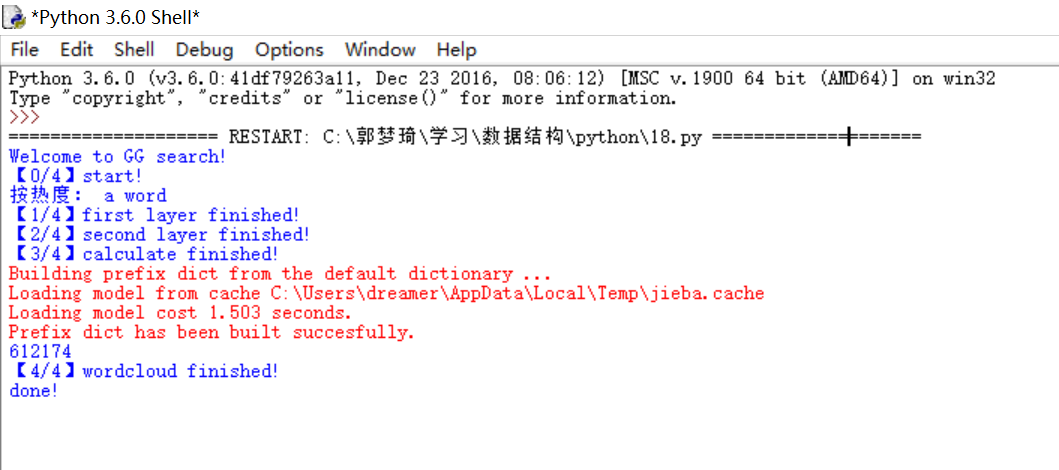 *Python 3.6.0 Shell*
File Edit Shell Debug Options Window Help
Python 3.6.0 (v3.6.0:41df79263a11, Dec 23 2016, 08:06:12) [MSC v.1900 64 bit (AMD64)] on win32
Type "copyright", "credits" or "license()" for more information.
>>>
==================== RESTART: C:\郭梦琦\学习\数据结构\python\18.py ====================
Welcome to GG search!
【0/4】start!
按热度： a word
【1/4】first layer finished!
【2/4】second layer finished!
【3/4】calculate finished!
Building prefix dict from the default dictionary ...
Loading model from cache C:\Users\dreamer\AppData\Local\Temp\jieba.cache
Loading model cost 1.503 seconds.
Prefix dict has been built succesfully.
612174
【4/4】wordcloud finished!
done!